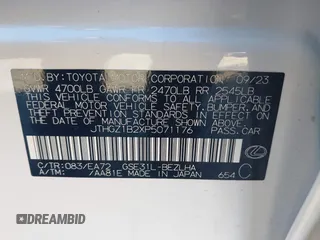 MFD. BY: TOYOTA MOTOR CORPORATION 09/23
GVWR 4700LB GAWR FR 2470LB RR 2545LB
THIS VEHICLE CONFORMS TO ALL APPLICABLE
FEDERAL MOTOR VEHICLE SAFETY, BUMPER, AND
THEFT PREVENTION STANDARDS IN EFFECT ON
THE DATE OF MANUFACTURE SHOWN ABOVE.
JTHGZ1B2XP5071176 PASS. CAR
C/TR: 083/EA72 GSE31L-BEZLHA
A/TM: 7AA81E MADE IN JAPAN 654 C